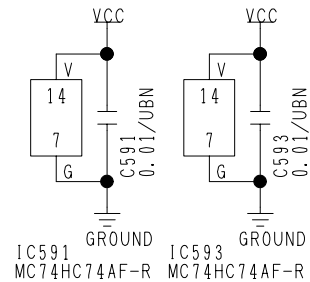 VCC
V
14
7
G
C591
0.01/UBN
GROUND
IC591
MC74HC74AF-R
VCC
V
14
7
G
C593
0.01/UBN
GROUND
IC593
MC74HC74AF-R